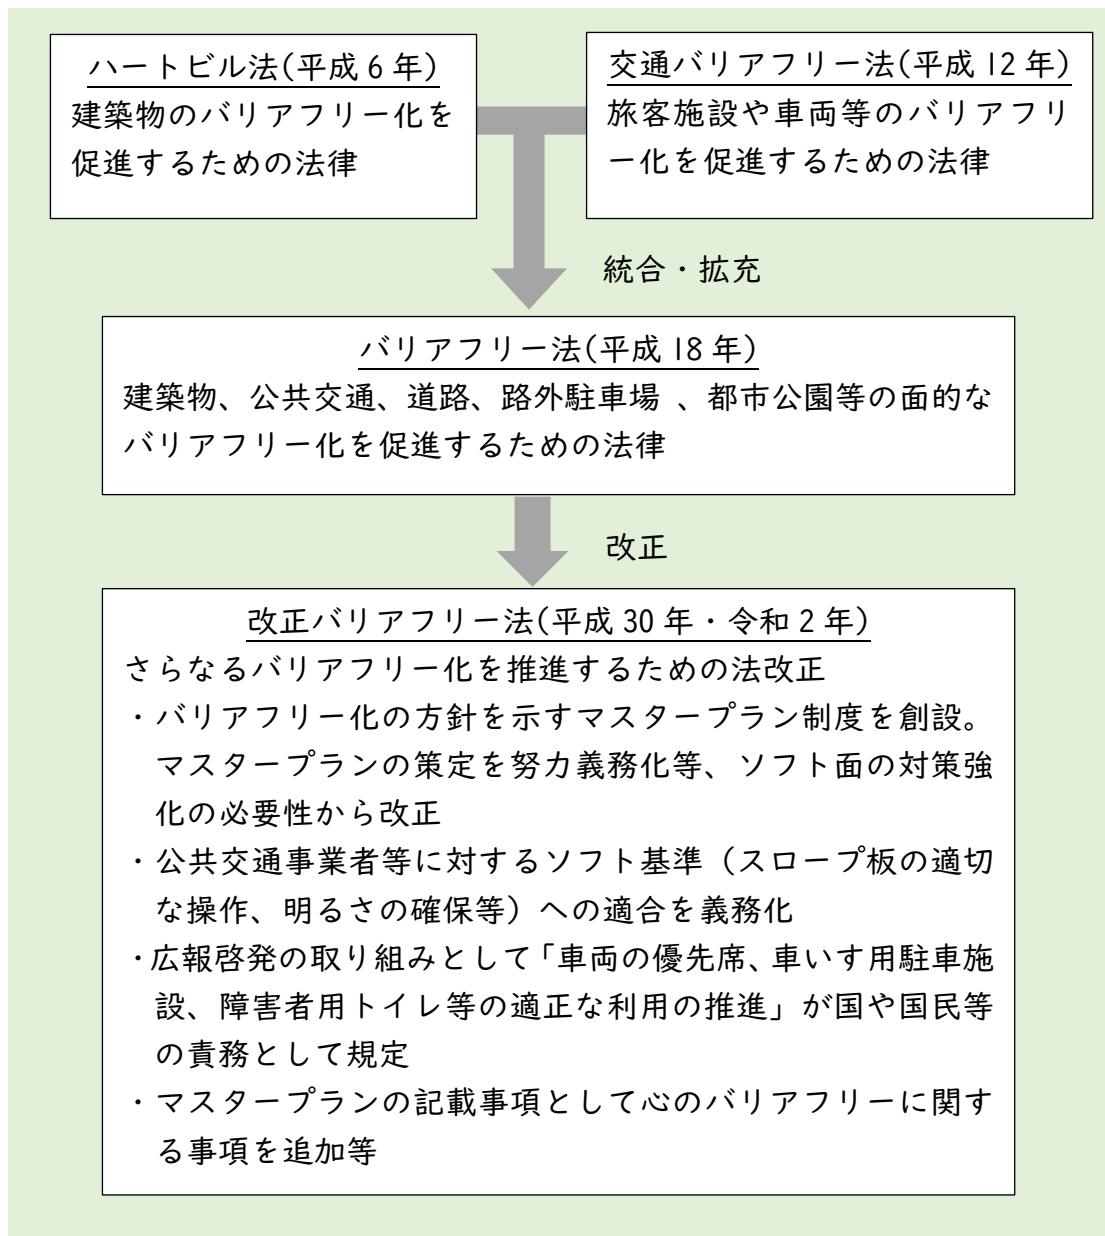 ハートビル法(平成6年)
建築物のバリアフリー化を
促進するための法律
交通バリアフリー法(平成12年)
旅客施設や車両等のバリアフリ
ー化を促進するための法律
統合・拡充
バリアフリー法(平成18年)
建築物、公共交通、道路、路外駐車場 、都市公園等の面的な
バリアフリー化を促進するための法律
改正
改正バリアフリー法(平成30年・令和2年)
さらなるバリアフリー化を推進するための法改正
・バリアフリー化の方針を示すマスタープラン制度を創設。
マスタープランの策定を努力義務化等、ソフト面の対策強
化の必要性から改正
・公共交通事業者等に対するソフト基準（スロープ板の適切
な操作、明るさの確保等）への適合を義務化
・広報啓発の取り組みとして「車両の優先席、車いす用駐車施
設、障害者用トイレ等の適正な利用の推進」が国や国民等
の責務として規定
・マスタープランの記載事項として心のバリアフリーに関す
る事項を追加等